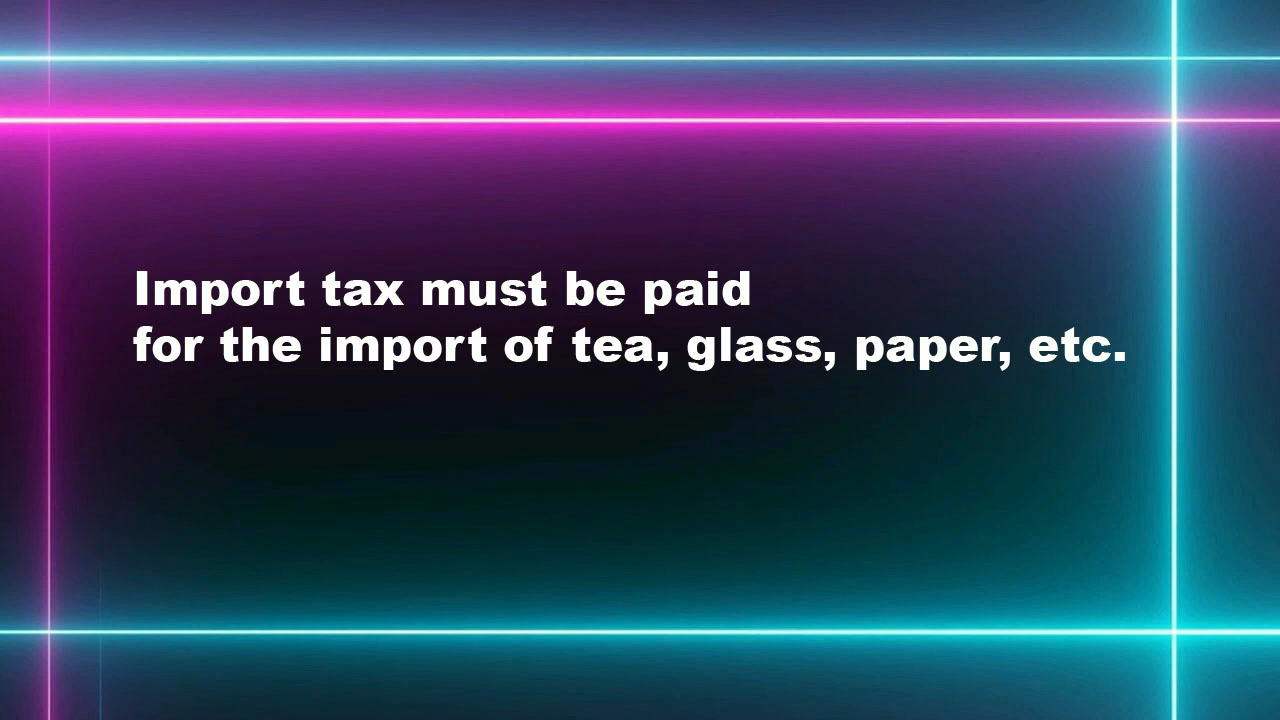 Import tax must be paid
for the import of tea, glass, paper, etc.